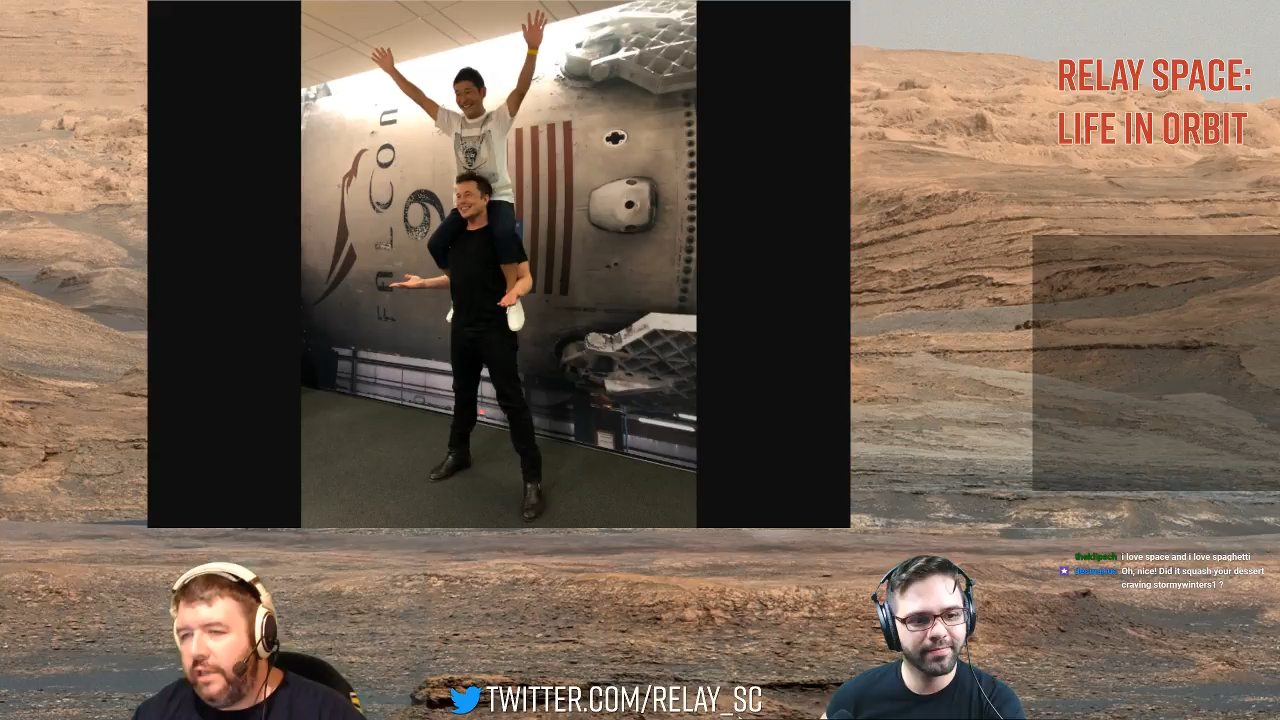 RELAY SPACE:
LIFE IN ORBIT
FALCON
9
i love space and i love spaghetti
Oh, nice! Did it squash your dessert
craving stormywinters1 ?
TWITTER.COM/RELAY_SC